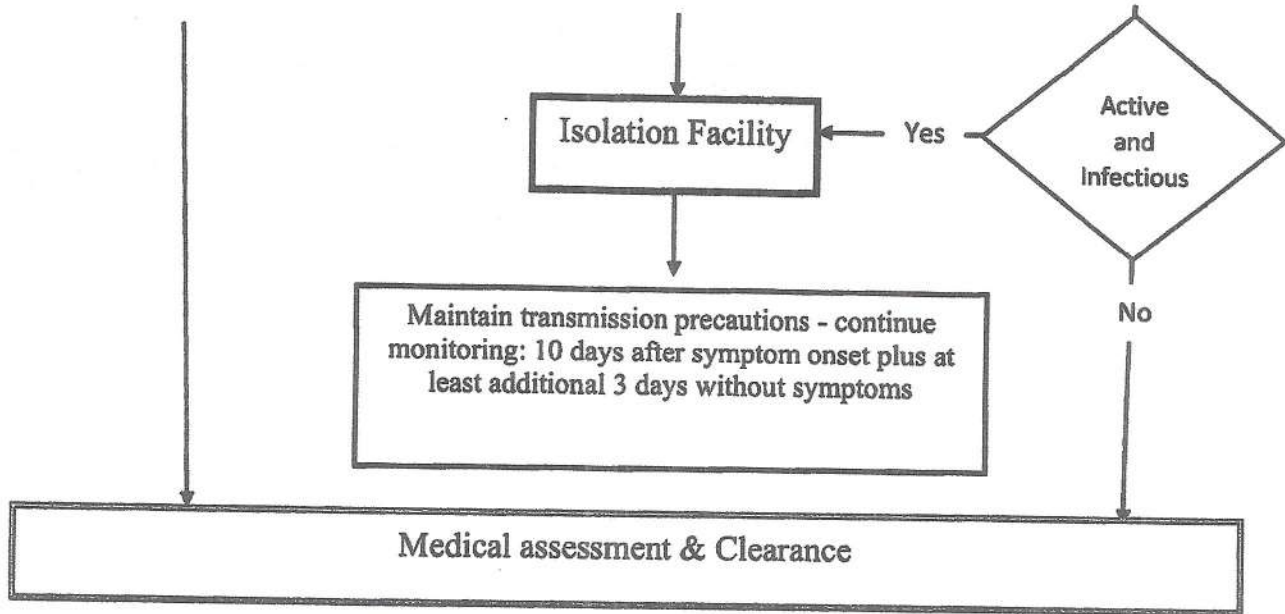 Isolation Facility
Yes
Active
and
Infectious
Maintain transmission precautions - continue
monitoring: 10 days after symptom onset plus at
least additional 3 days without symptoms
No
Medical assessment & Clearance